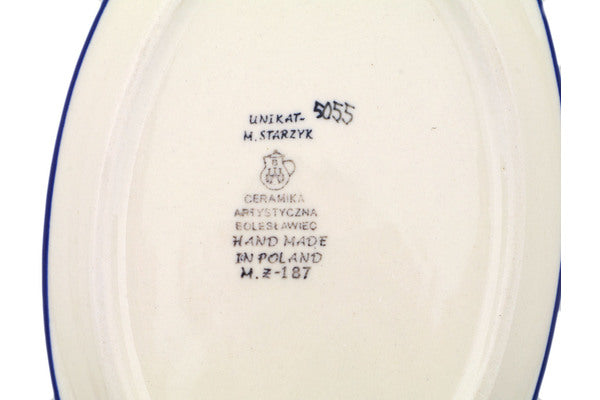 UNIKAT-5055
M. STARZYK
CERAMIKA
ARTYSTYCZNA
BOLESŁAWIEC
HAND MADE
IN POLAND
M.Z-187